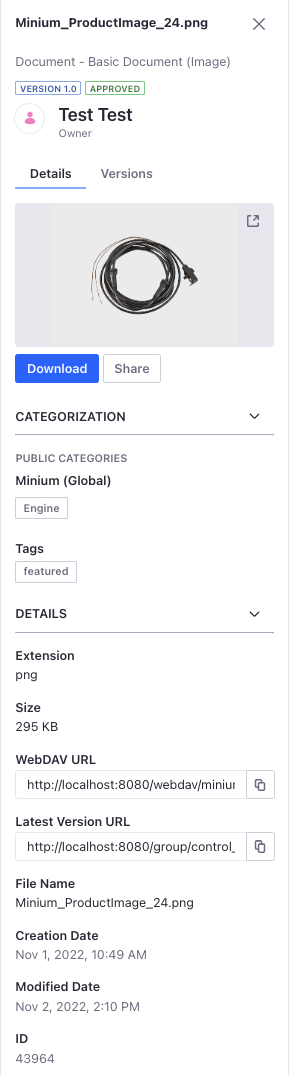 Minium_ProductImage_24.png
Document - Basic Document (Image)
VERSION 1.0 APPROVED
Test Test
Owner
Details Versions
Download Share
CATEGORIZATION
PUBLIC CATEGORIES
Minium (Global)
Engine
Tags
featured
DETAILS
Extension
png
Size
295 KB
WebDAV URL
http://localhost:8080/webdav/miniur
Latest Version URL
http://localhost:8080/group/control_
File Name
Minium_ProductImage_24.png
Creation Date
Nov 1, 2022, 10:49 AM
Modified Date
Nov 2, 2022, 2:10 PM
ID
43964